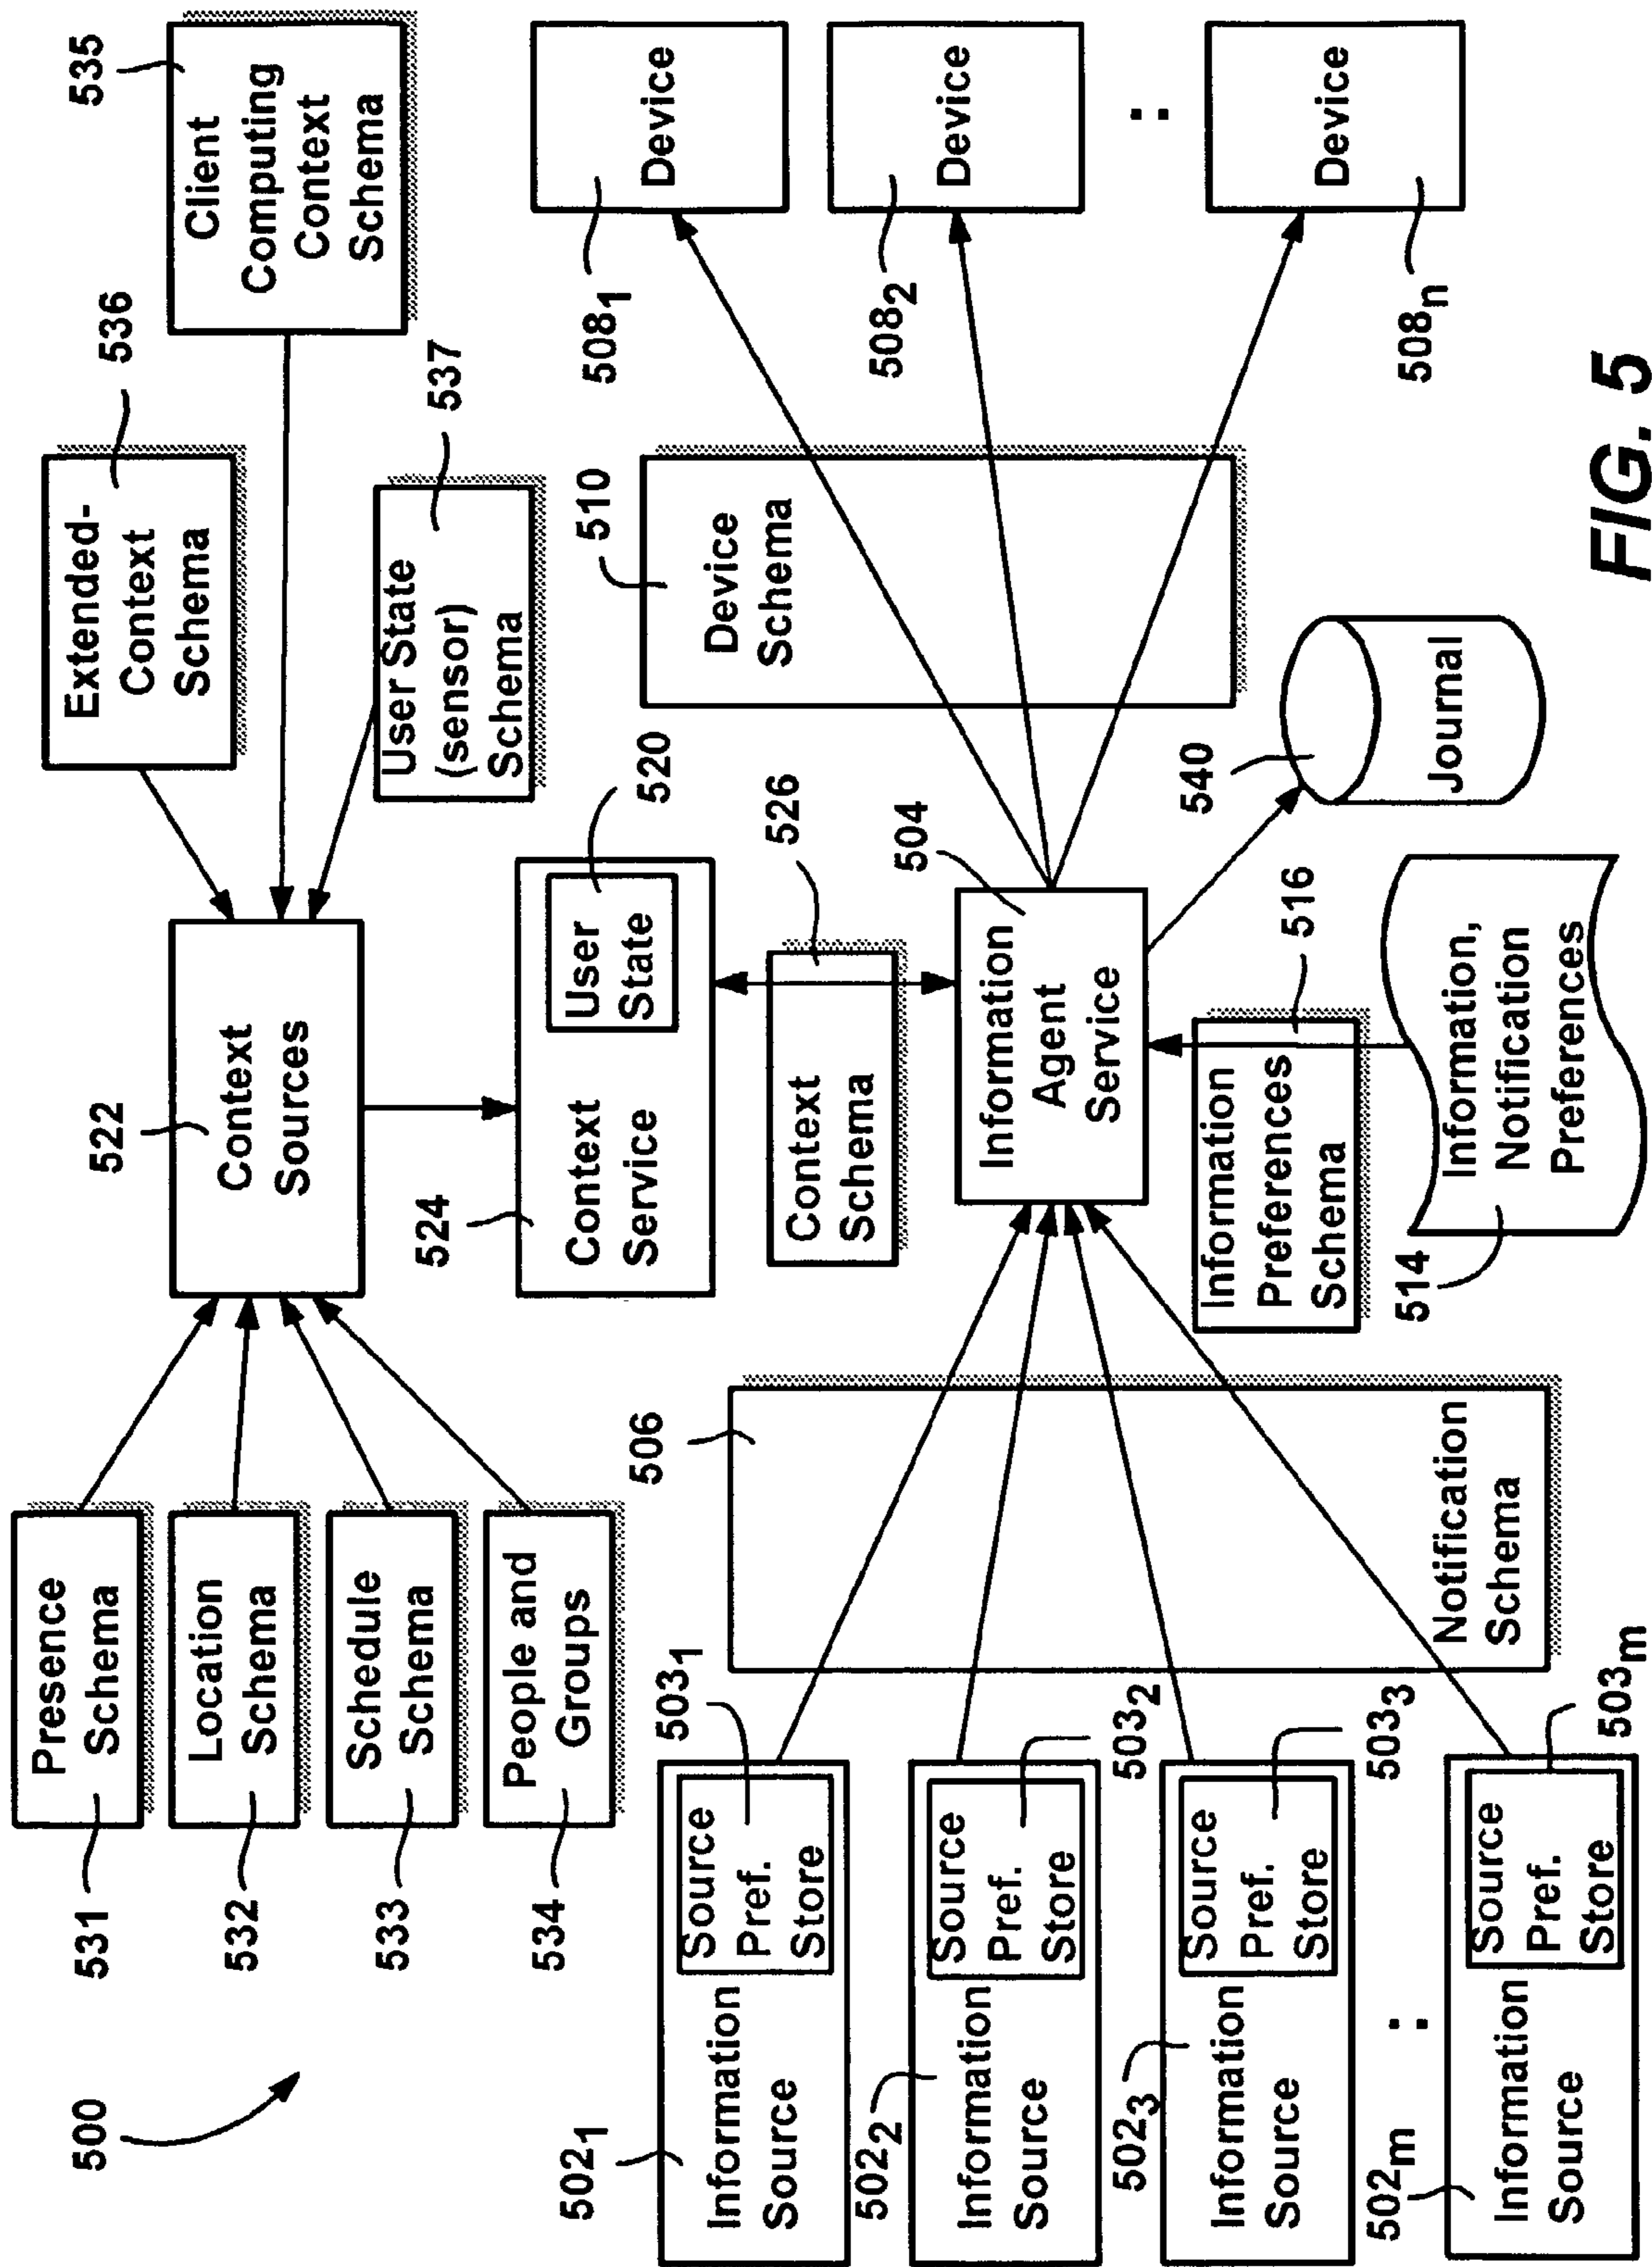 500
531
Presence
Schema
532
Location
Schema
533
Schedule
Schema
534
People and
Groups
522
Context
Sources
536
Extended-
Context
Schema
535
Client
Computing
Context
Schema
537
User State
(sensor)
Schema
524
Context
Service
520
User
State
526
Context
Schema
506
Notification
Schema
502₁
Information
Source
503₁
Source
Pref.
Store
502₂
Information
Source
503₂
Source
Pref.
Store
502₃
Information
Source
503₃
Source
Pref.
Store
:
502m
Information
Source
503m
Source
Pref.
Store
504
Information
Agent
Service
516
Information
Preferences
Schema
514
Information,
Notification
Preferences
540
Journal
510
Device
Schema
508₁
Device
508₂
Device
:
508n
Device
FIG. 5